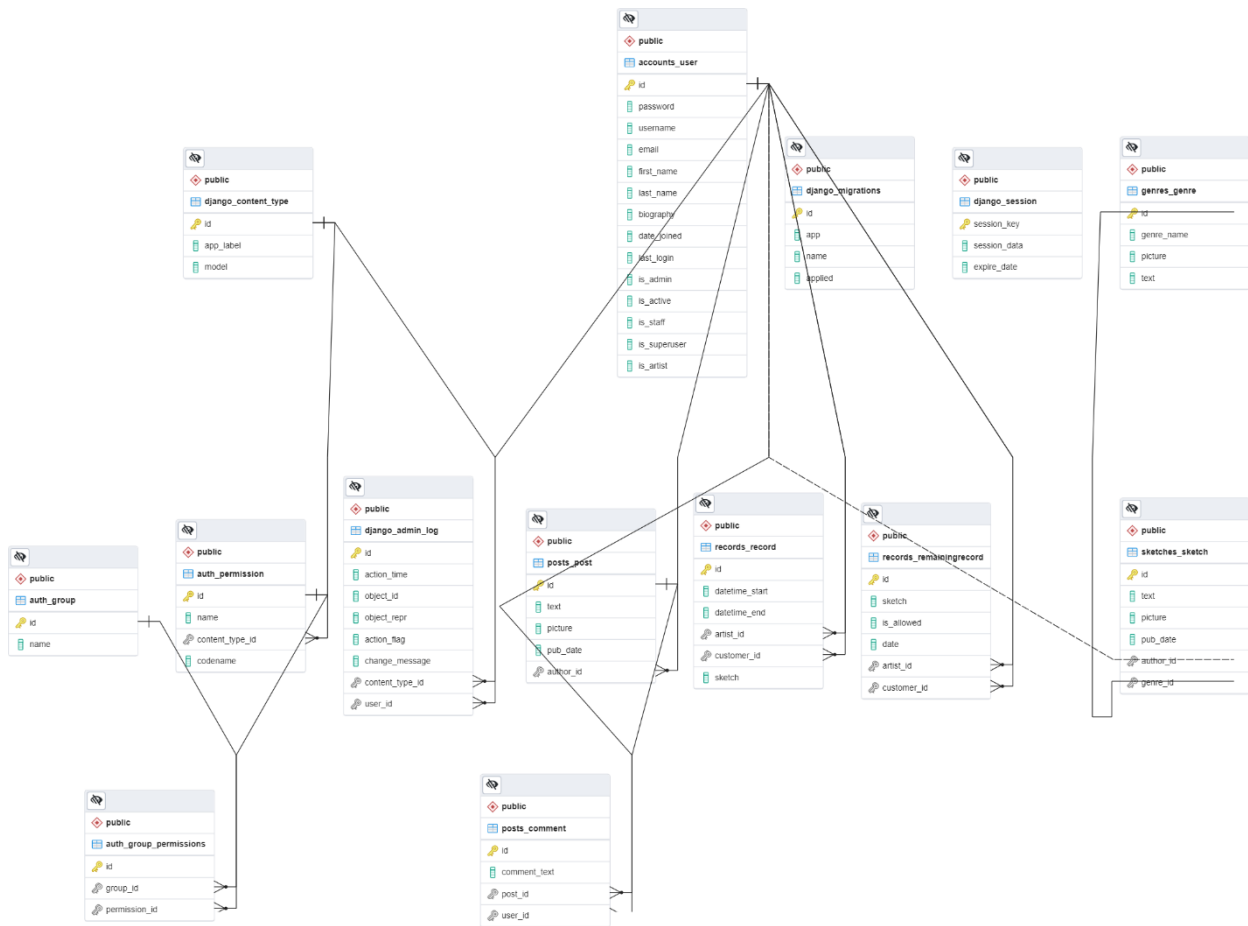 public
accounts_user
id
password
username
email
first_name
last_name
biography
date_joined
last_login
is_admin
is_active
is_staff
is_superuser
is_artist
public
django_content_type
id
app_label
model
public
django_migrations
id
app
name
applied
public
django_session
session_key
session_data
expire_date
public
genres_genre
id
genre_name
picture
text
public
auth_group
id
name
public
auth_permission
id
name
content_type_id
codename
public
django_admin_log
id
action_time
object_id
object_repr
action_flag
change_message
content_type_id
user_id
public
posts_post
id
text
picture
pub_date
author_id
public
records_record
id
datetime_start
datetime_end
artist_id
customer_id
sketch
public
records_remainingrecord
id
sketch
is_allowed
date
artist_id
customer_id
public
sketches_sketch
id
text
picture
pub_date
author_id
genre_id
public
auth_group_permissions
id
group_id
permission_id
public
posts_comment
id
comment_text
post_id
user_id